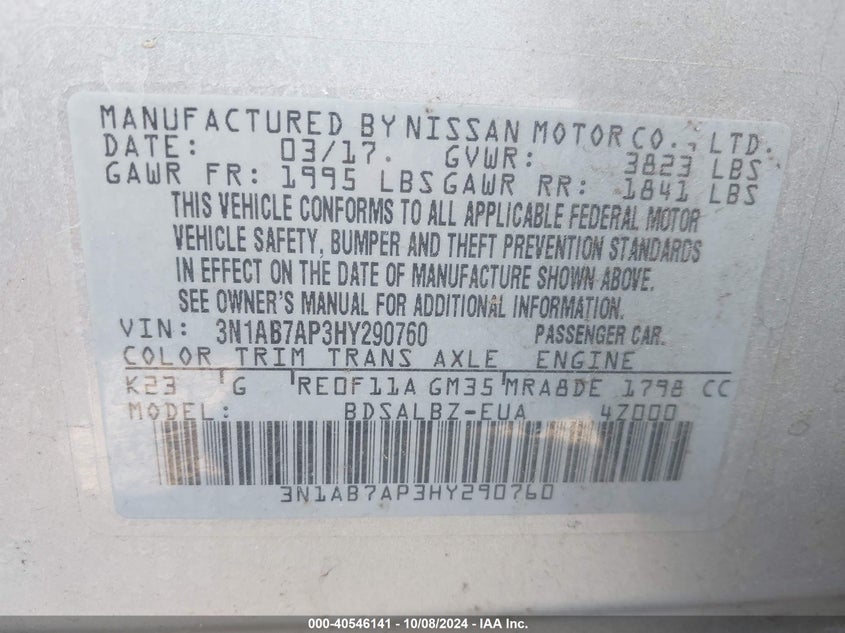 MANUFACTURED BY NISSAN MOTOR CO., LTD.
DATE: 03/17. GVWR: 3823 LBS
GAWR FR: 1995 LBS GAWR RR: 1841 LBS
THIS VEHICLE CONFORMS TO ALL APPLICABLE FEDERAL MOTOR
VEHICLE SAFETY, BUMPER AND THEFT PREVENTION STANDARDS
IN EFFECT ON THE DATE OF MANUFACTURE SHOWN ABOVE.
SEE OWNER'S MANUAL FOR ADDITIONAL INFORMATION.
VIN: 3N1AB7AP3HY290760 PASSENGER CAR.
COLOR TRIM TRANS AXLE ENGINE
K23 G RE0F11A GM35 MRA8DE 1798 CC
MODEL: BDSALBZ-EUA 4Z000
3N1AB7AP3HY290760
000-40546141 - 10/08/2024 - IAA Inc.